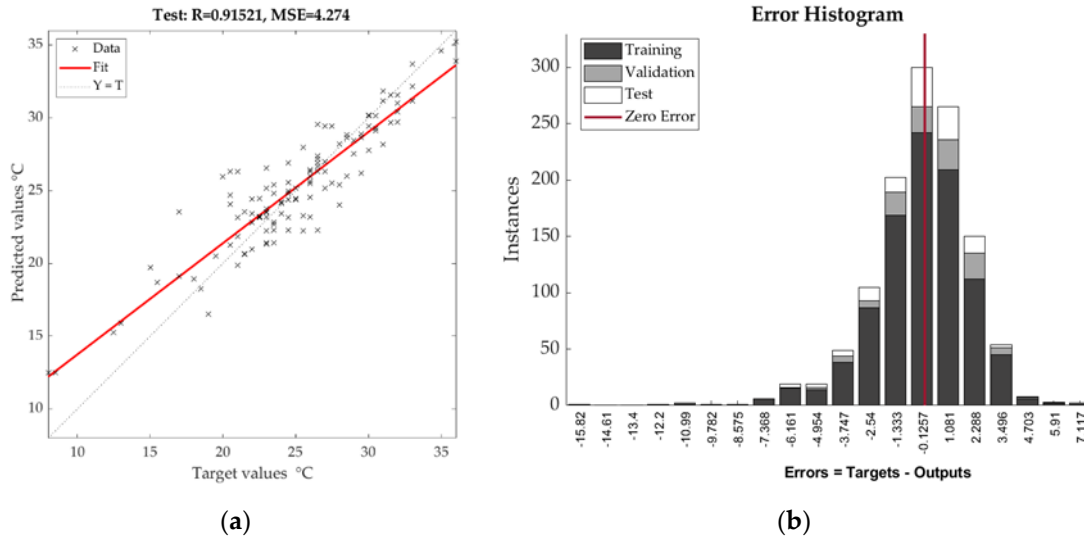 Test: R=0.91521, MSE=4.274
Data
Fit
Y = T
Predicted values °C
35
30
25
20
15
10
10 15 20 25 30 35
Target values °C
(a)
Error Histogram
Training
Validation
Test
Zero Error
Instances
300
250
200
150
100
50
0
-15.82
-14.61
-13.4
-12.2
-10.99
-9.782
-8.575
-7.368
-6.161
-4.954
-3.747
-2.54
-1.333
-0.1257
1.081
2.288
3.496
4.703
5.91
7.117
Errors = Targets - Outputs
(b)